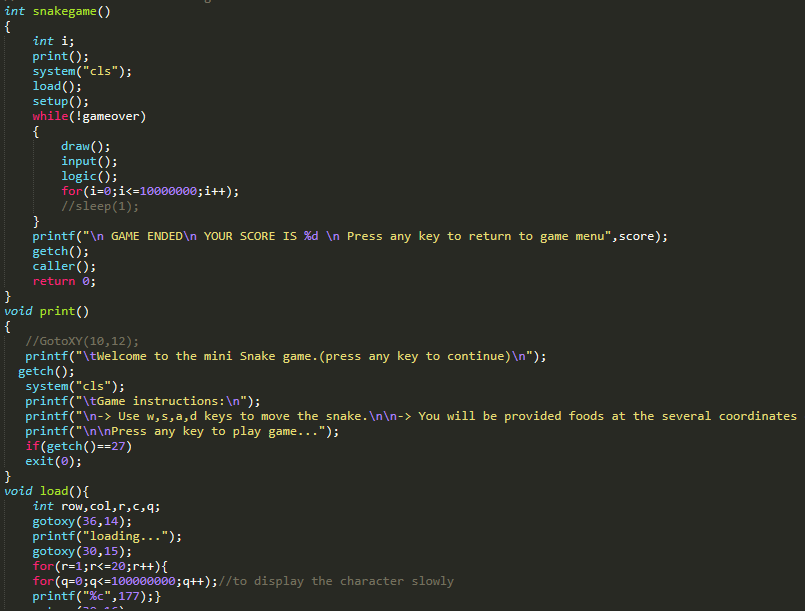 int snakegame()
{
    int i;
    print();
    system("cls");
    load();
    setup();
    while(!gameover)
    {
        draw();
        input();
        logic();
        for(i=0;i<=10000000;i++);
        //sleep(1);
    }
    printf("\n GAME ENDED\n YOUR SCORE IS %d \n Press any key to return to game menu",score);
    getch();
    caller();
    return 0;
}
void print()
{
   //GotoXY(10,12);
   printf("\tWelcome to the mini Snake game.(press any key to continue)\n");
  getch();
   system("cls");
   printf("\tGame instructions:\n");
   printf("\n-> Use w,s,a,d keys to move the snake.\n\n-> You will be provided foods at the several coordinates
   printf("\n\nPress any key to play game...");
   if(getch()==27)
   exit(0);
}
void load(){
    int row,col,r,c,q;
    gotoxy(36,14);
    printf("loading...");
    gotoxy(30,15);
    for(r=1;r<=20;r++){
    for(q=0;q<=100000000;q++);//to display the character slowly
    printf("%c",177);}